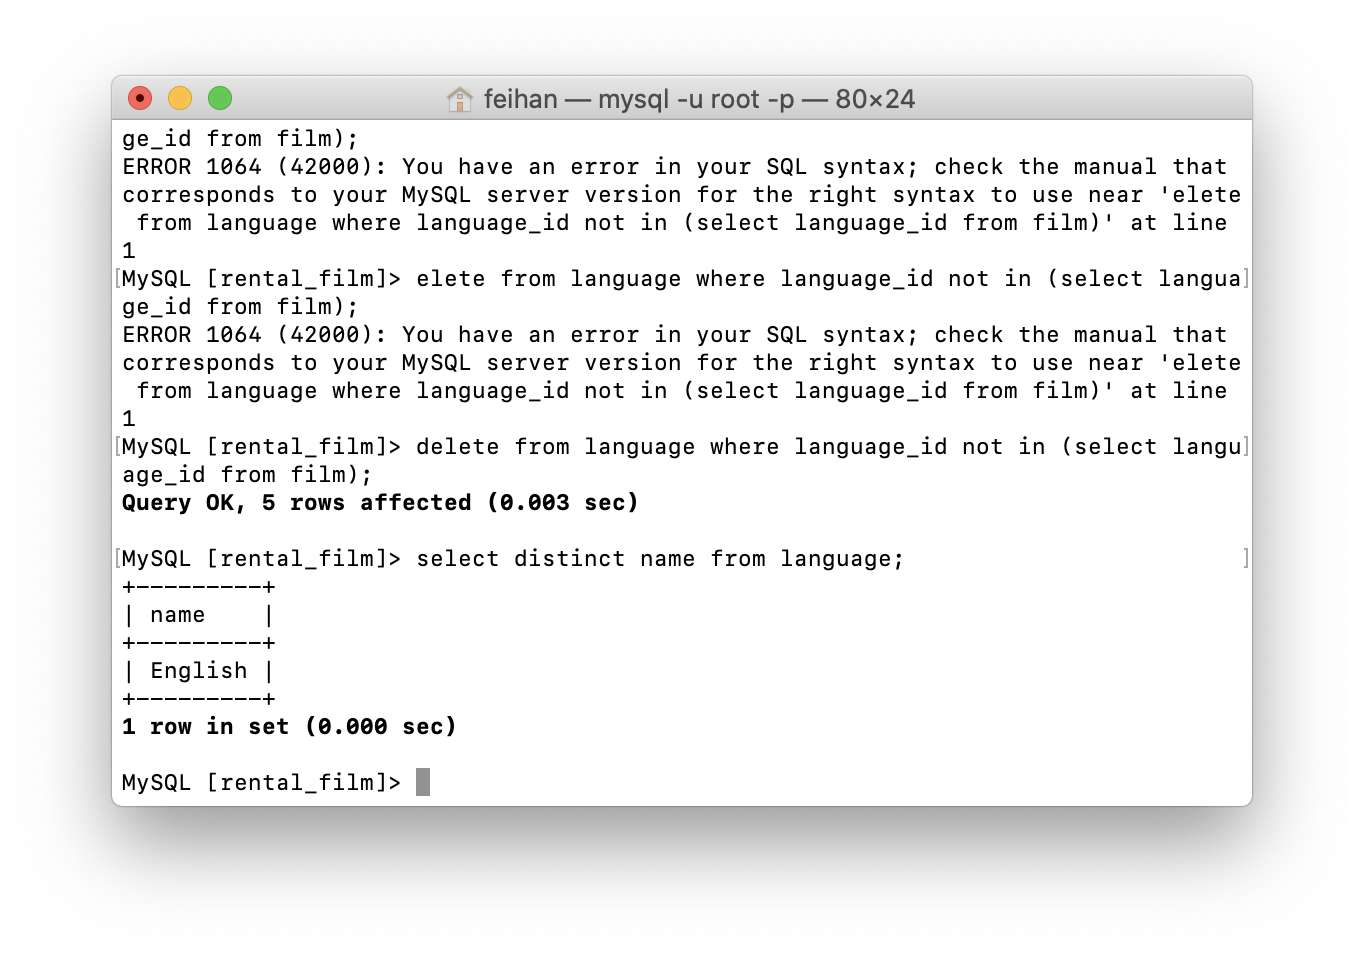 feihan — mysql -u root -p — 80×24
ge_id from film);
ERROR 1064 (42000): You have an error in your SQL syntax; check the manual that
corresponds to your MySQL server version for the right syntax to use near 'elete
 from language where language_id not in (select language_id from film)' at line
1
[MySQL [rental_film]> elete from language where language_id not in (select langua]
ge_id from film);
ERROR 1064 (42000): You have an error in your SQL syntax; check the manual that
corresponds to your MySQL server version for the right syntax to use near 'elete
 from language where language_id not in (select language_id from film)' at line
1
[MySQL [rental_film]> delete from language where language_id not in (select langu]
age_id from film);
Query OK, 5 rows affected (0.003 sec)
[MySQL [rental_film]> select distinct name from language; ]
+---------+
| name    |
+---------+
| English |
+---------+
1 row in set (0.000 sec)
MySQL [rental_film]>